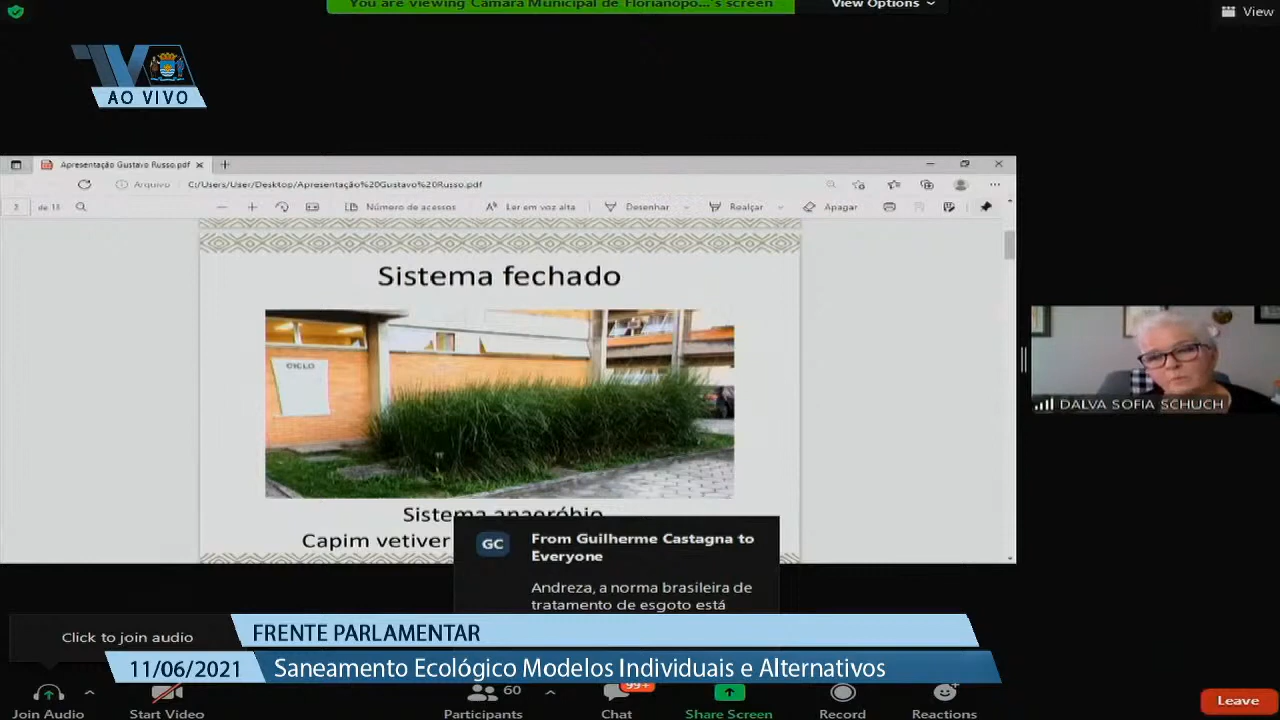 You are viewing Câmara Municipal de Florianópo...'s screen
View Options
View
AO VIVO
Apresentação Gustavo Russo.pdf
Arquivo
C:/Users/User/Desktop/Apresentação%20Gustavo%20Russo.pdf
2
de 13
Número de acessos
Ler em voz alta
Desenhar
Realçar
Apagar
Sistema fechado
CICLO
Sistema anaeróbio
Capim vetiver
DALVA SOFIA SCHUCH
GC
From Guilherme Castagna to
Everyone
Andreza, a norma brasileira de
tratamento de esgoto está
Click to join audio
FRENTE PARLAMENTAR
11/06/2021
Saneamento Ecológico Modelos Individuais e Alternativos
60
99+
Join Audio
Start Video
Participants
Chat
Share Screen
Record
Reactions
Leave